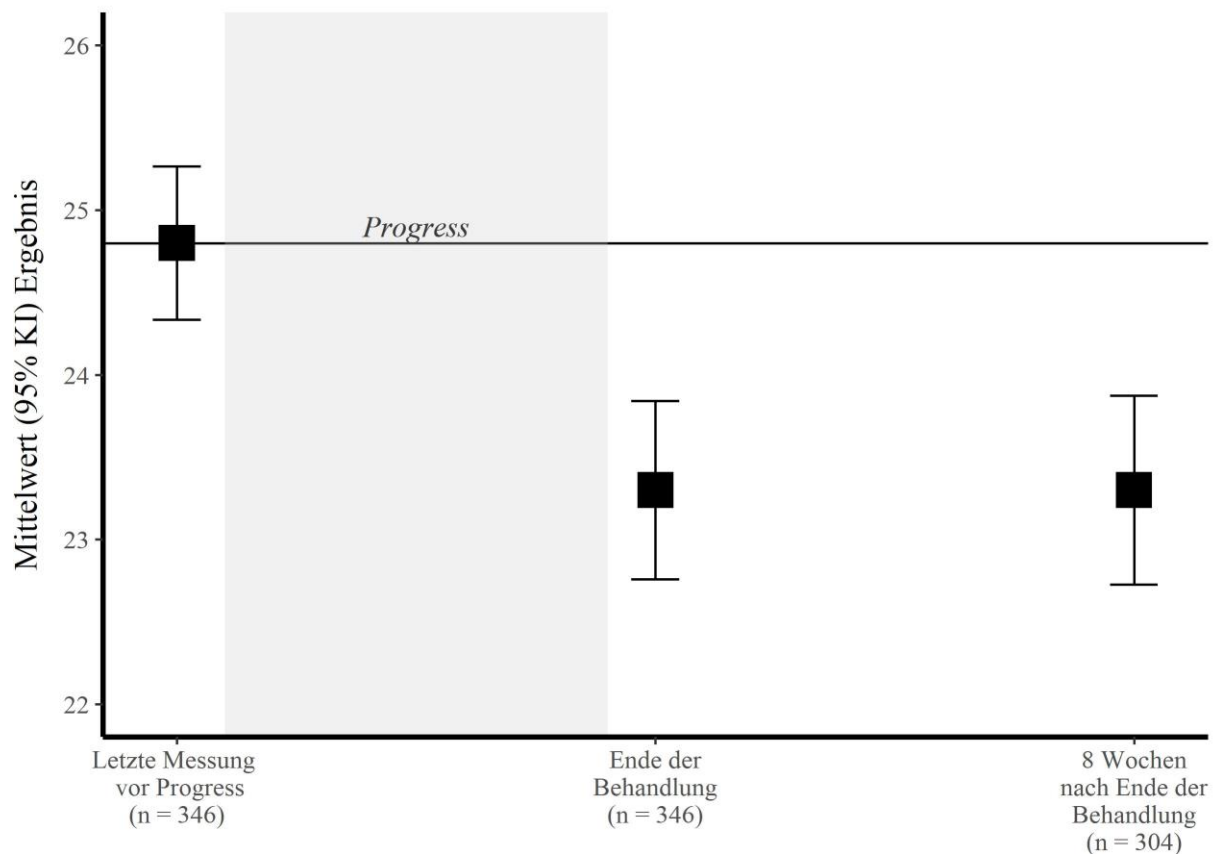 Mittelwert (95% KI) Ergebnis
26
25
24
23
22
Progress
Letzte Messung
vor Progress
(n = 346)
Ende der
Behandlung
(n = 346)
8 Wochen
nach Ende der
Behandlung
(n = 304)